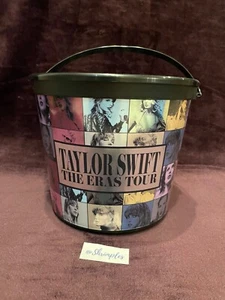 TAYLOR SWIFT
THE ERAS TOUR